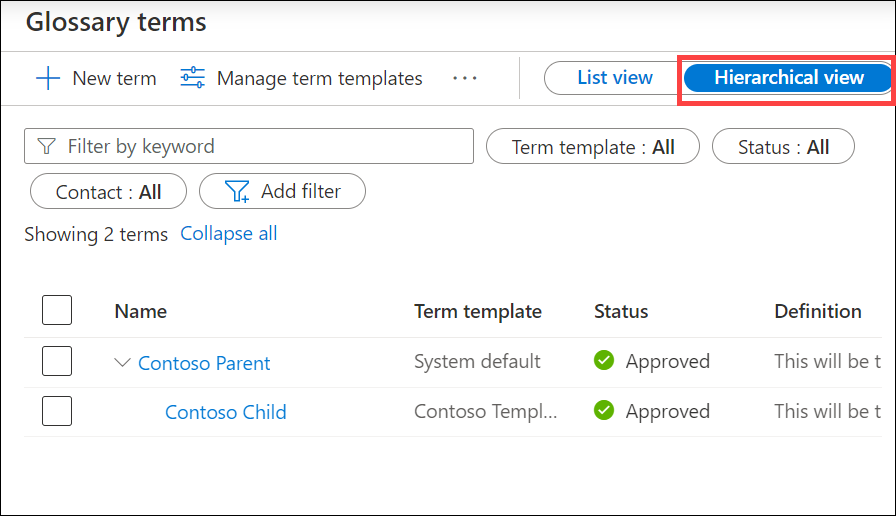 Glossary terms
New term Manage term templates ... List view Hierarchical view
Filter by keyword Term template : All Status : All
Contact : All Add filter
Showing 2 terms Collapse all
Name Term template Status Definition
Contoso Parent System default Approved This will be t
Contoso Child Contoso Templ... Approved This will be t